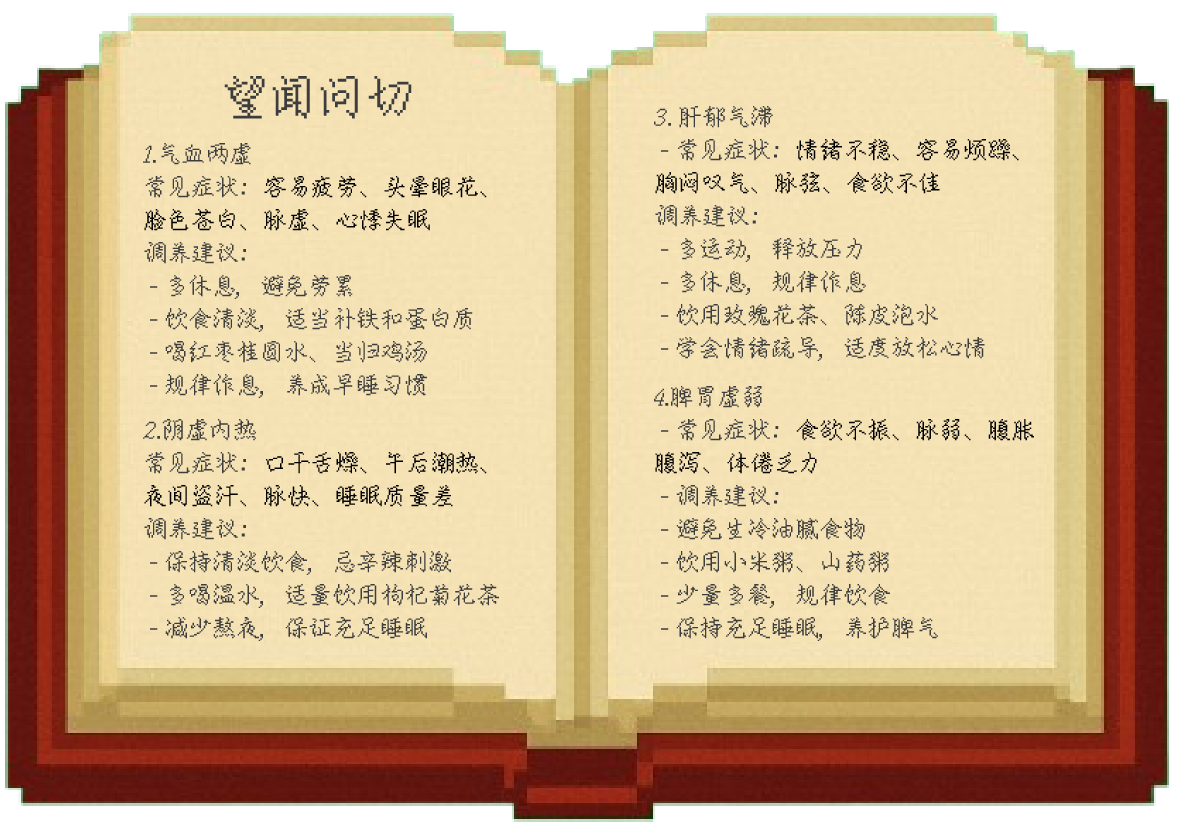 望闻问切
1.气血两虚
常见症状：容易疲劳、头晕眼花、
脸色苍白、脉虚、心悸失眠
调养建议：
- 多休息，避免劳累
- 饮食清淡，适当补铁和蛋白质
- 喝红枣桂圆水、当归鸡汤
- 规律作息，养成早睡习惯
2.阴虚内热
常见症状：口干舌燥、午后潮热、
夜间盗汗、脉快、睡眠质量差
调养建议：
- 保持清淡饮食，忌辛辣刺激
- 多喝温水，适量饮用枸杞菊花茶
- 减少熬夜，保证充足睡眠
3. 肝郁气滞
- 常见症状：情绪不稳、容易烦躁、
胸闷叹气、脉弦、食欲不佳
调养建议：
- 多运动，释放压力
- 多休息，规律作息
- 饮用玫瑰花茶、陈皮泡水
- 学会情绪疏导，适度放松心情
4.脾胃虚弱
- 常见症状：食欲不振、脉弱、腹胀
腹泻、体倦乏力
- 调养建议：
- 避免生冷油腻食物
- 饮用小米粥、山药粥
- 少量多餐，规律饮食
- 保持充足睡眠，养护脾气